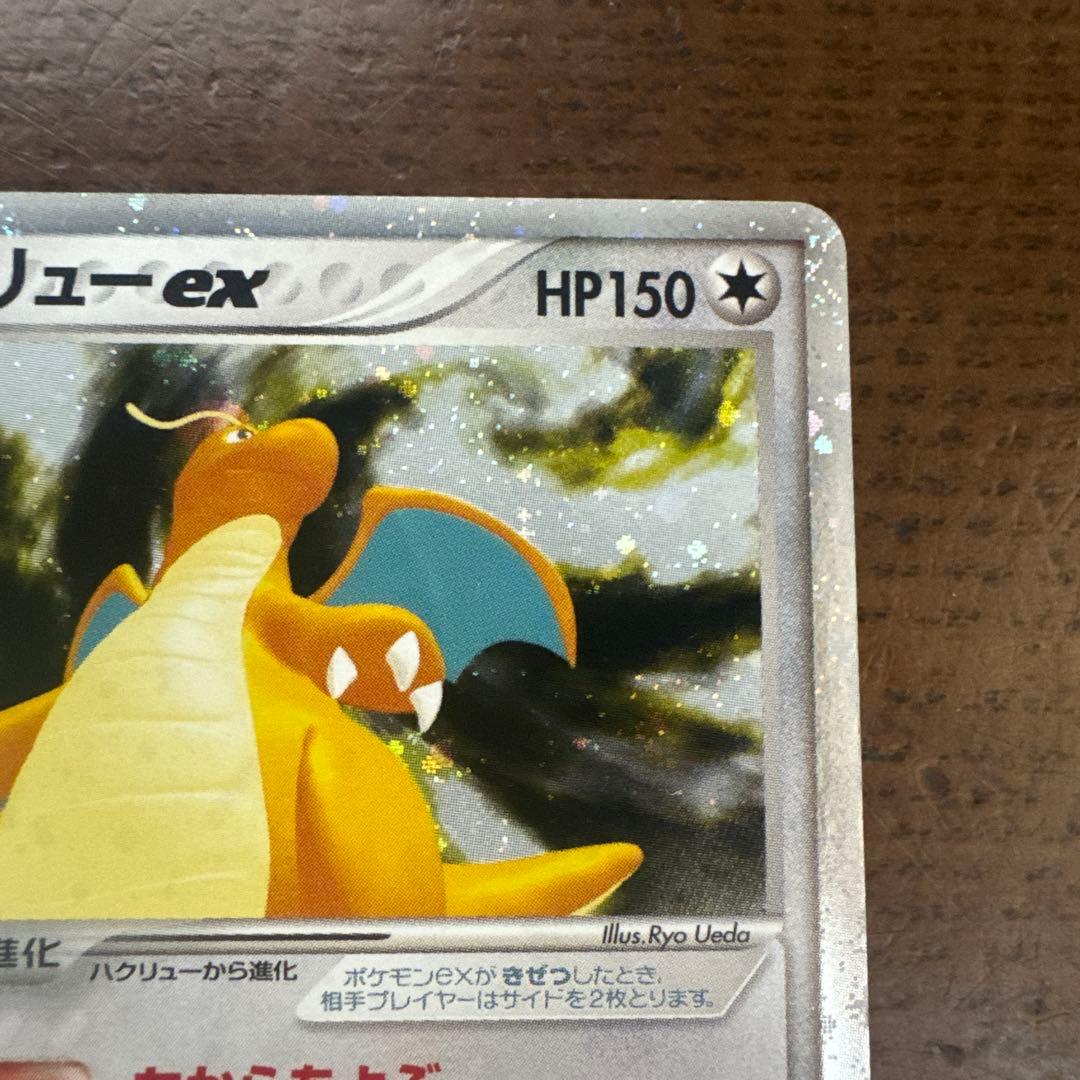 リューex HP150
Illus.Ryo Ueda
進化
ハクリューから進化
ポケモンexが きぜつしたとき、
相手プレイヤーはサイドを2枚とります。